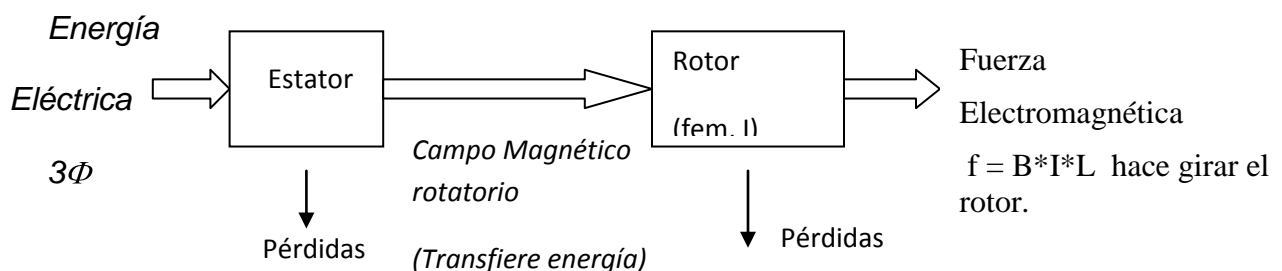 Energía
Eléctrica
3Φ
Estator
Pérdidas
Campo Magnético
rotatorio
(Transfiere energía)
Rotor
(fem. I)
Pérdidas
Fuerza
Electromagnética
f = B*I*L hace girar el
rotor.